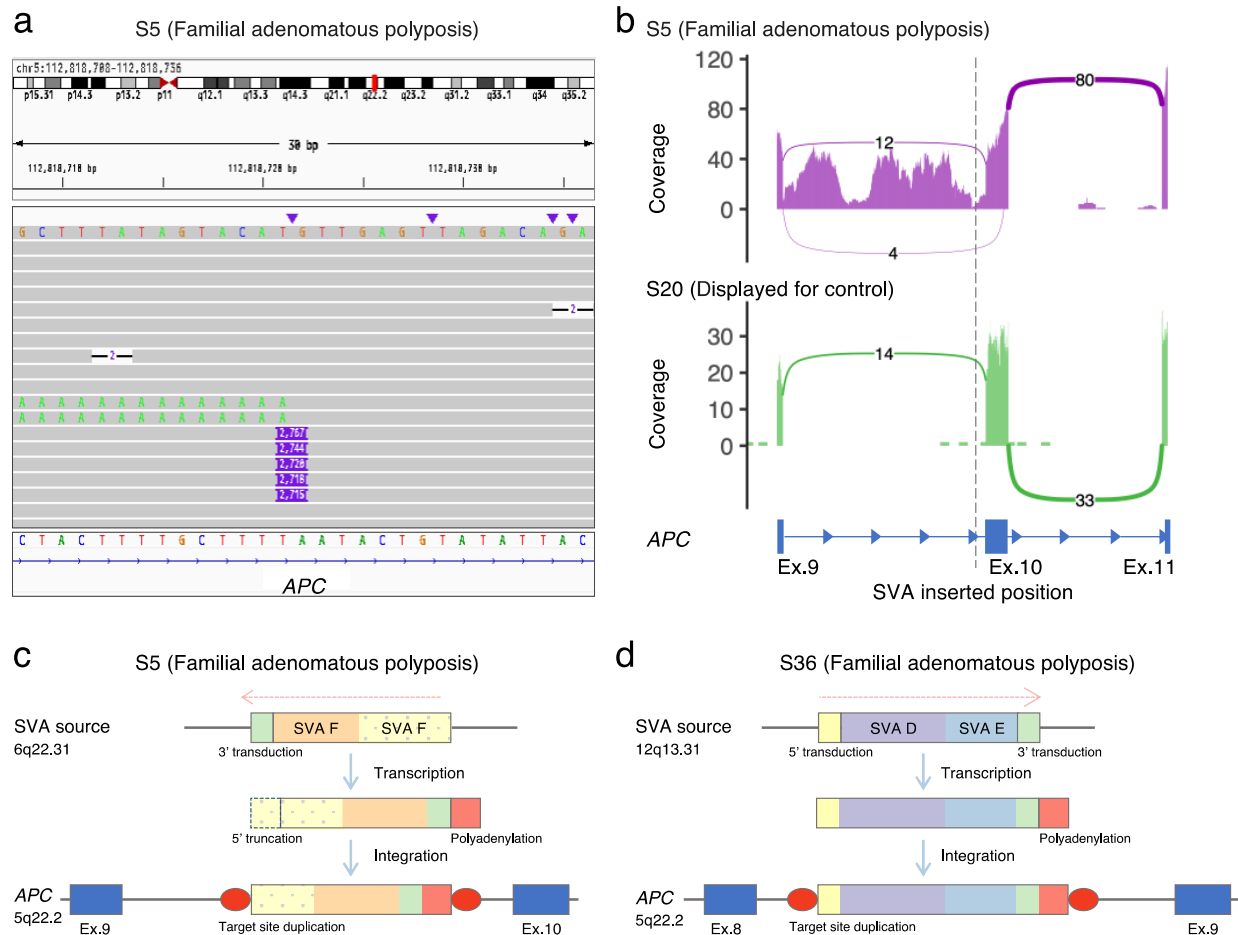 a
S5 (Familial adenomatous polyposis)
chr5:112,818,708-112,818,736
p15.31 p14.3 p13.2 p11 q12.1 q13.3 q14.3 q21.1 q22.2 q23.2 q31.2 q33.1 q34 q35.2
30 bp
112,818,710 bp 112,818,720 bp 112,818,730 bp
G C T T T A T A G T A C A T G T T G A G T T A G A C A G A
2
2
A A A A A A A A A A A A A A
A A A A A A A A A A A A A A
2,767
2,744
2,720
2,718
2,715
C T A C T T T T G C T T T T A A T A C T G T A T A T T A C
APC
b
S5 (Familial adenomatous polyposis)
Coverage
120
80
40
0
80
12
4
S20 (Displayed for control)
Coverage
30
20
10
0
14
33
APC
Ex.9 Ex.10 Ex.11
SVA inserted position
c
S5 (Familial adenomatous polyposis)
SVA source
6q22.31
SVA F SVA F
3' transduction
Transcription
5' truncation
Polyadenylation
Integration
APC
5q22.2
Ex.9
Target site duplication
Ex.10
d
S36 (Familial adenomatous polyposis)
SVA source
12q13.31
SVA D SVA E
5' transduction 3' transduction
Transcription
Polyadenylation
Integration
APC
5q22.2
Ex.8
Target site duplication
Ex.9